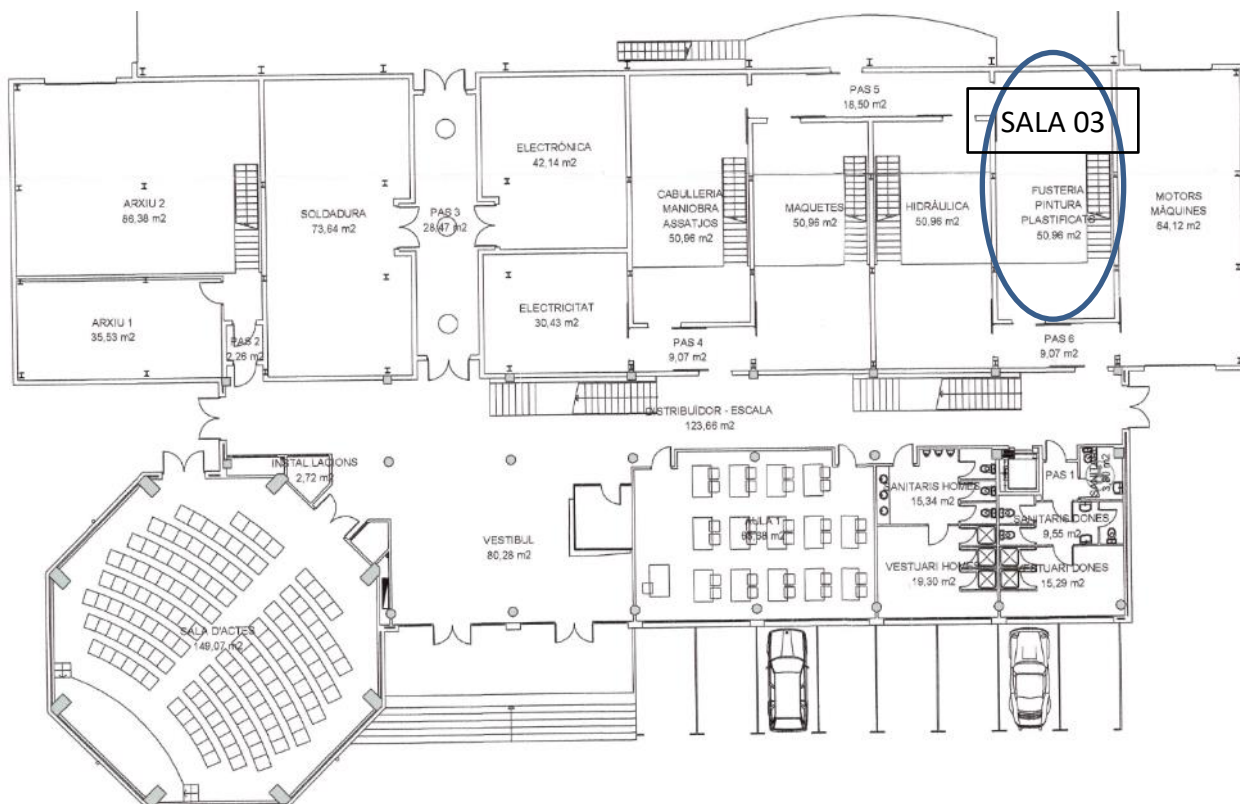 PAS 5
18,50 m2
SALA 03
ELECTRÒNICA
42,14 m2
ARXIU 2
86,38 m2
SOLDADURA
73,64 m2
PAS 3
28,47 m2
CABULLERIA
MANIOBRA
ASSATJOS
50,96 m2
MAQUETES
50,96 m2
HIDRÀULICA
50,96 m2
FUSTERIA
PINTURA
PLASTIFICATS
50,96 m2
MOTORS
MÀQUINES
64,12 m2
ELECTRICITAT
30,43 m2
ARXIU 1
35,53 m2
PAS 2
2,26 m2
PAS 4
9,07 m2
PAS 6
9,07 m2
DISTRIBUÏDOR - ESCALA
123,66 m2
INSTAL·LACIONS
2,72 m2
SANITARIS HOMES
15,34 m2
PAS 1
AULA 1
SANITARIS DONES
9,55 m2
VESTIBUL
80,28 m2
VESTUARI HOMES
19,30 m2
VESTUARI DONES
15,29 m2
SALA D'ACTES
149,07 m2